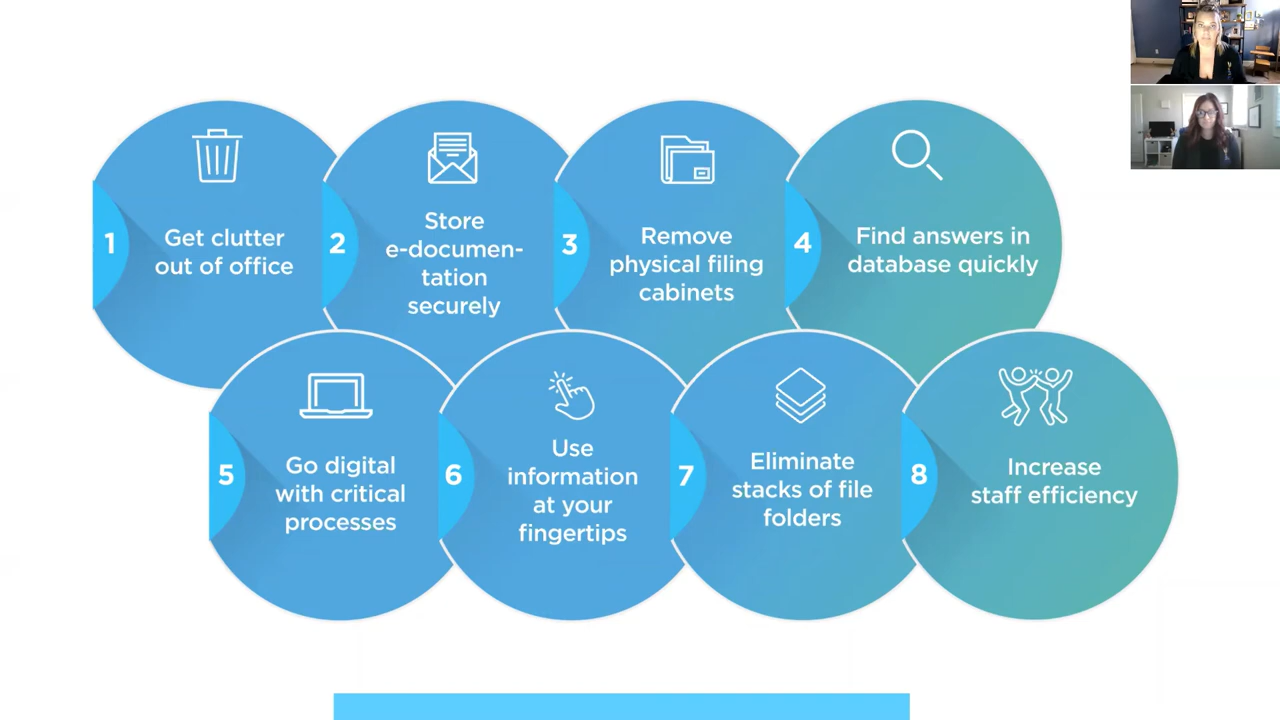 1
Get clutter
out of office
2
Store
e-documen-
tation
securely
3
Remove
physical filing
cabinets
4
Find answers in
database quickly
5
Go digital
with critical
processes
6
Use
information
at your
fingertips
7
Eliminate
stacks of file
folders
8
Increase
staff efficiency